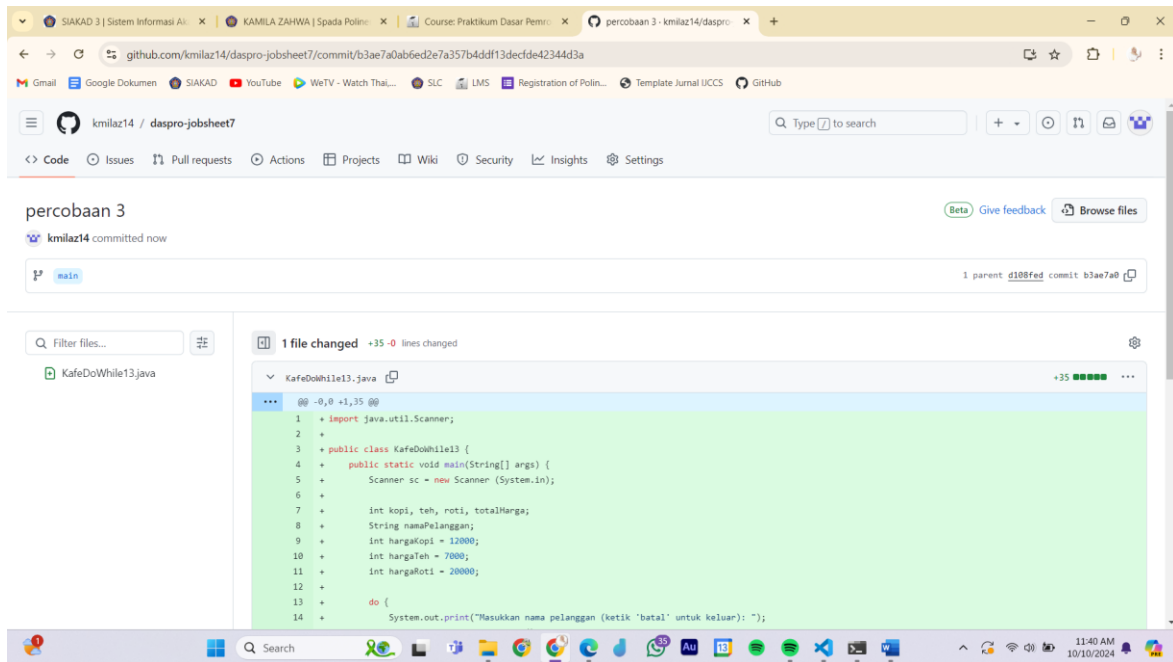 SIAKAD 3 | Sistem Informasi Ak
KAMILA ZAHWA | Spada Poline
Course: Praktikum Dasar Pemro
percobaan 3 · kmilaz14/daspro-
github.com/kmilaz14/daspro-jobsheet7/commit/b3ae7a0ab6ed2e7a357b4ddf13decfde42344d3a
Gmail Google Dokumen SIAKAD YouTube WeTV - Watch Thai,... SLC LMS Registration of Polin... Template Jurnal IJCCS GitHub
kmilaz14 / daspro-jobsheet7
Type / to search
<> Code Issues Pull requests Actions Projects Wiki Security Insights Settings
percobaan 3
Beta Give feedback Browse files
kmilaz14 committed now
main
1 parent d108fed commit b3ae7a0
Filter files...
1 file changed +35 -0 lines changed
KafeDoWhile13.java
KafeDoWhile13.java
+35
... @@ -0,0 +1,35 @@
1 + import java.util.Scanner;
2 +
3 + public class KafeDoWhile13 {
4 + public static void main(String[] args) {
5 + Scanner sc = new Scanner (System.in);
6 +
7 + int kopi, teh, roti, totalHarga;
8 + String namaPelanggan;
9 + int hargaKopi = 12000;
10 + int hargaTeh = 7000;
11 + int hargaRoti = 20000;
12 +
13 + do {
14 + System.out.print("Masukkan nama pelanggan (ketik 'batal' untuk keluar): ");
Search
35
Au
13
11:40 AM
10/10/2024
PRE